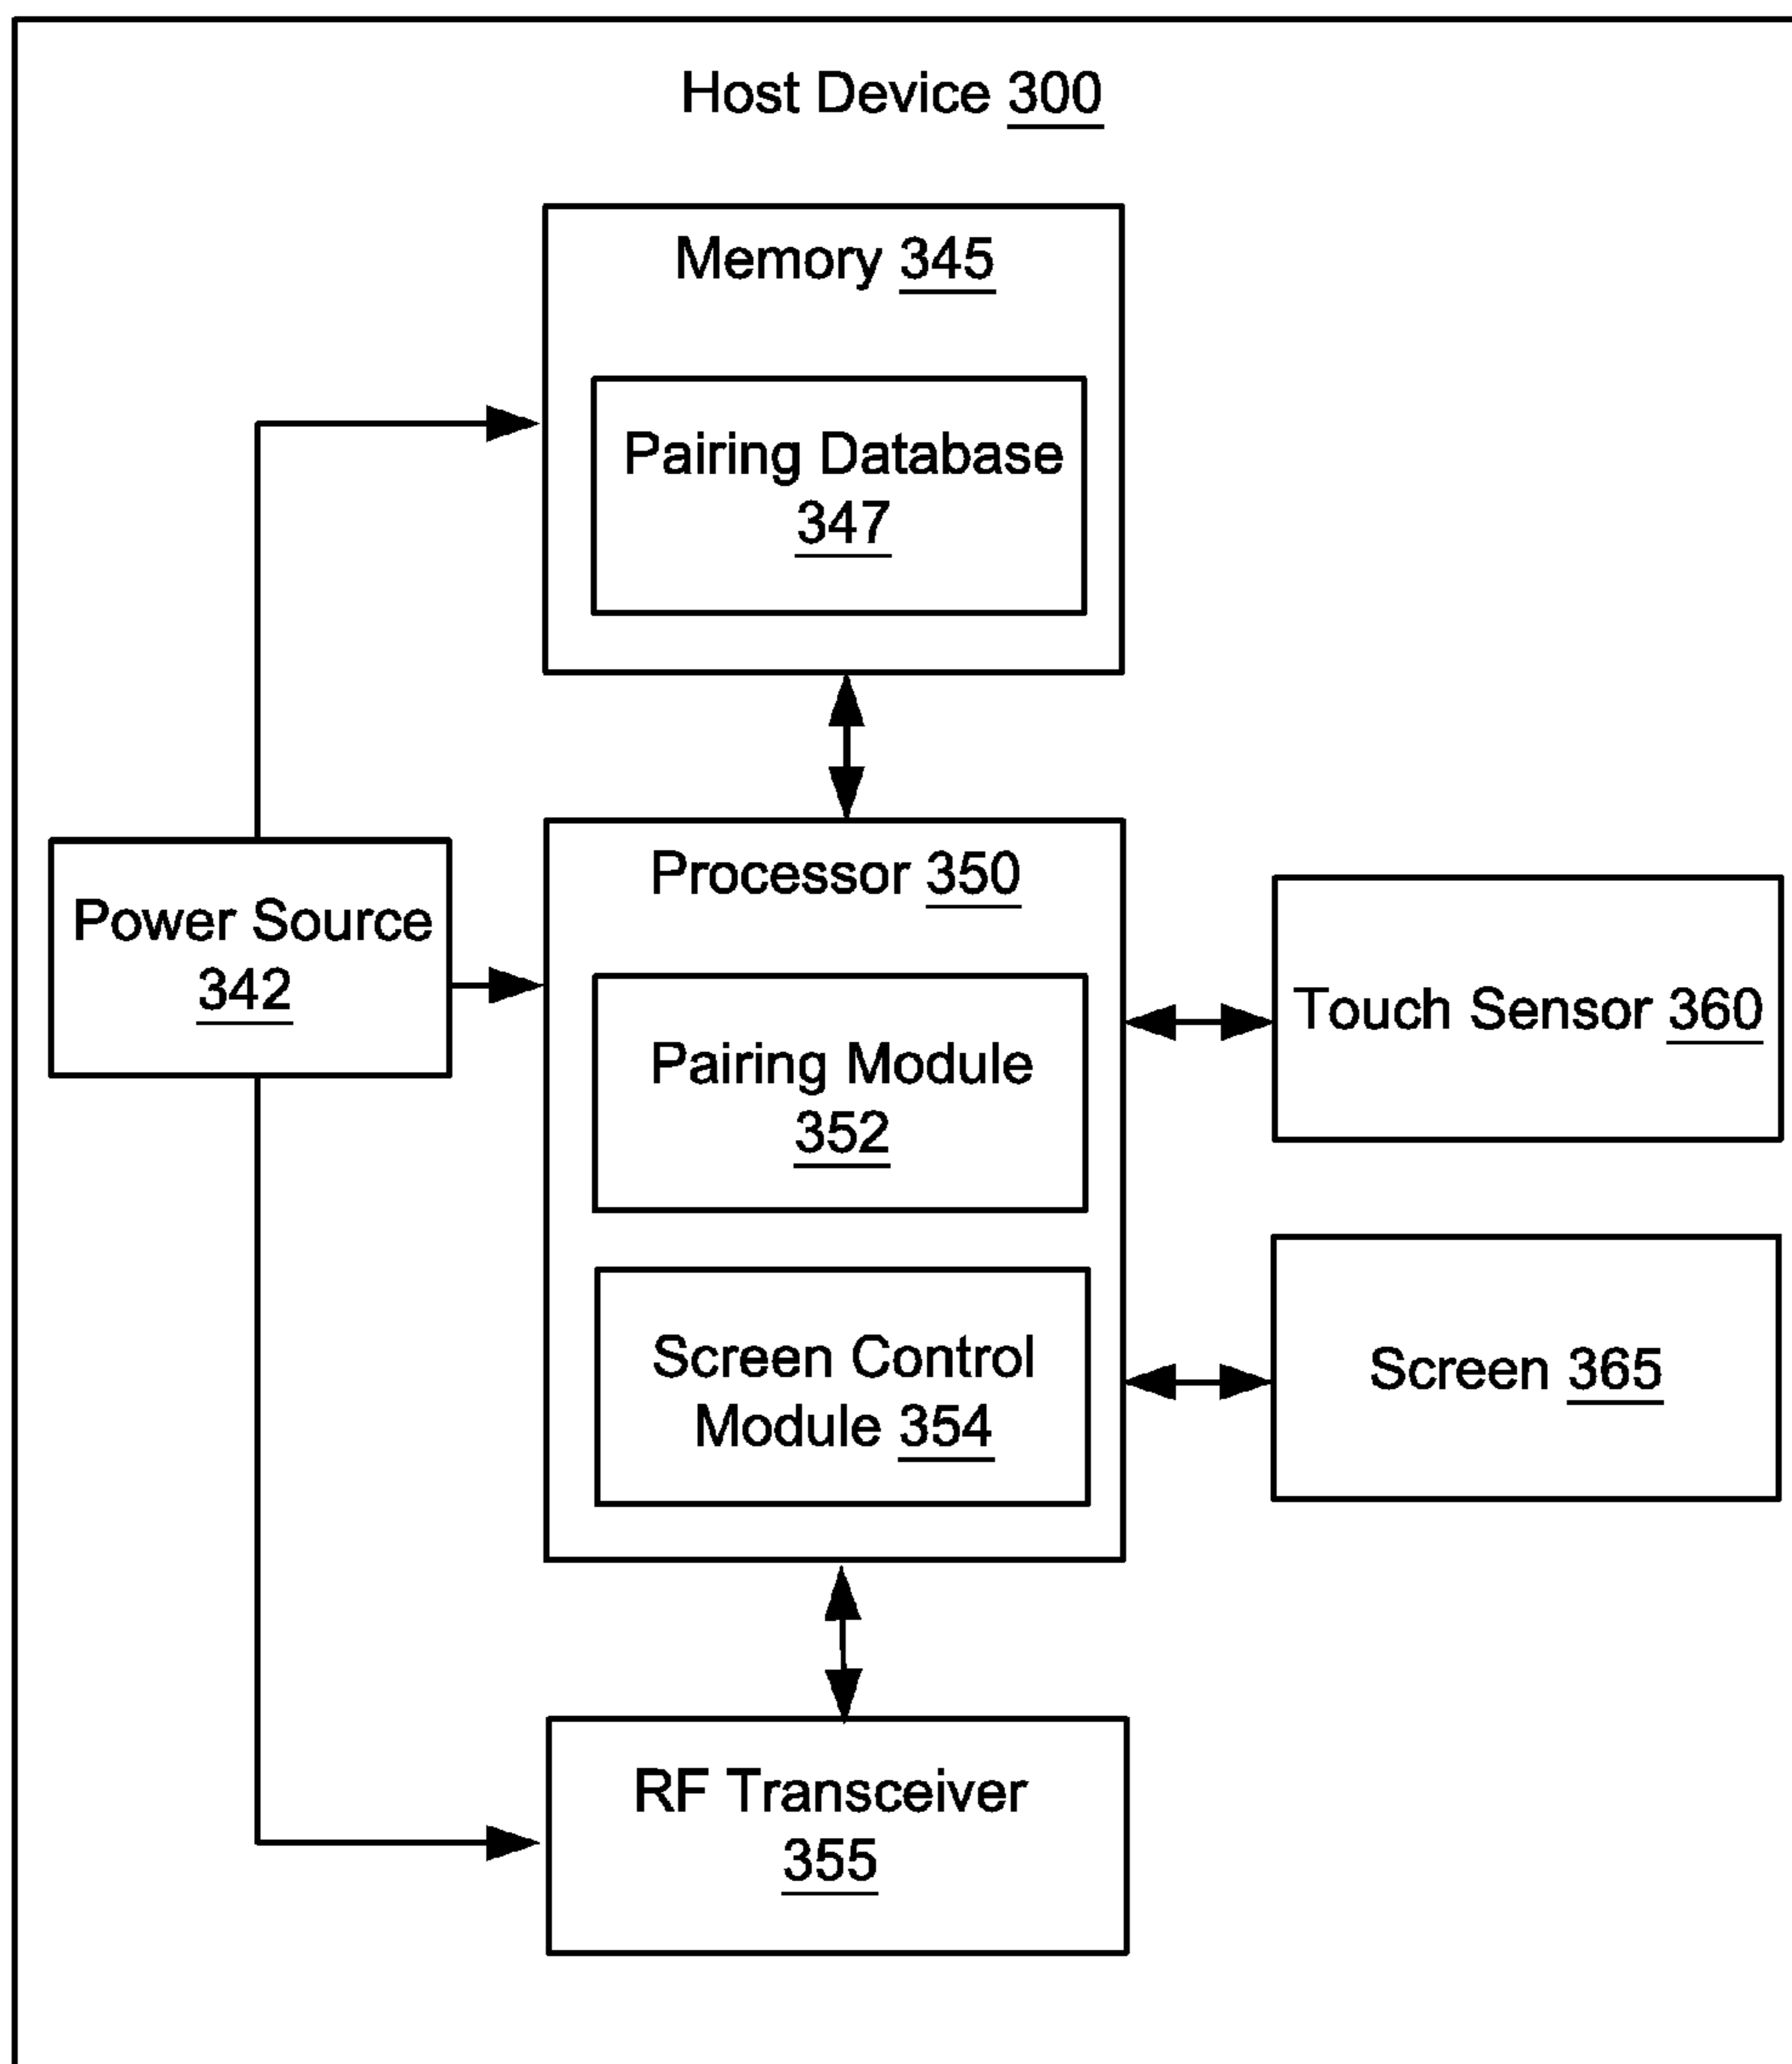 Host Device 300
Memory 345
Pairing Database
347
Power Source
342
Processor 350
Pairing Module
352
Screen Control
Module 354
Touch Sensor 360
Screen 365
RF Transceiver
355